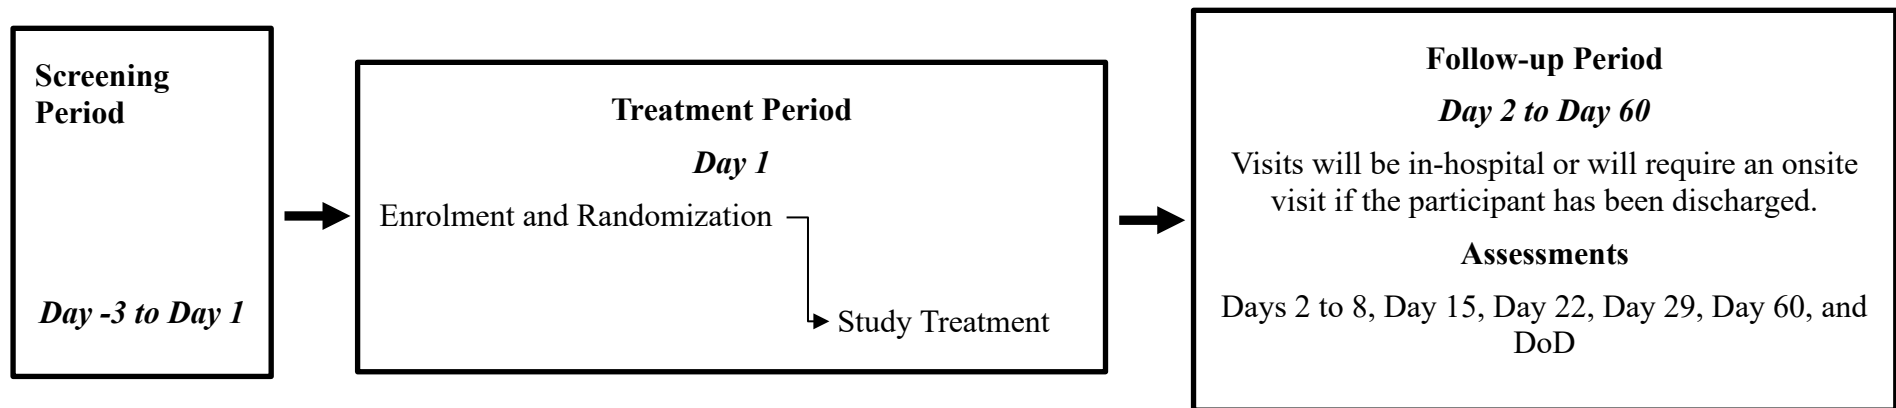 Screening
Period
Day -3 to Day 1
Treatment Period
Day 1
Enrolment and Randomization
Study Treatment
Follow-up Period
Day 2 to Day 60
Visits will be in-hospital or will require an onsite
visit if the participant has been discharged.
Assessments
Days 2 to 8, Day 15, Day 22, Day 29, Day 60, and
DoD